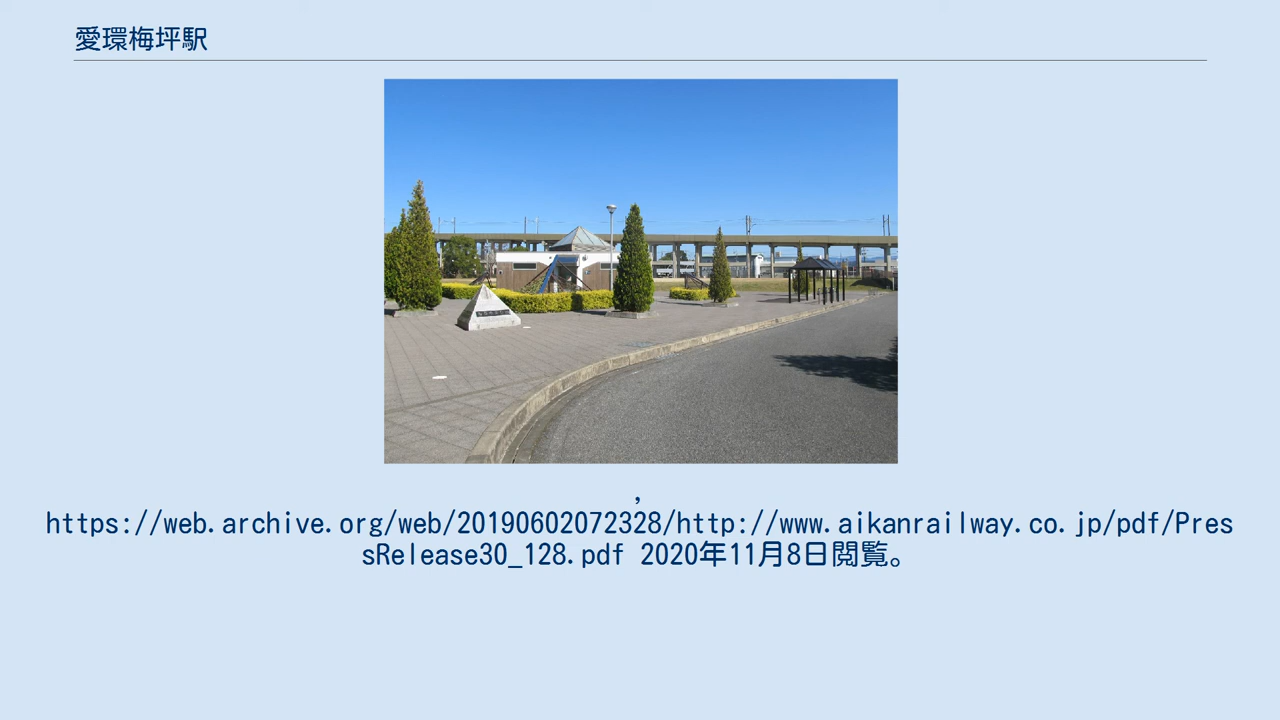 愛環梅坪駅
,
https://web.archive.org/web/20190602072328/http://www.aikanrailway.co.jp/pdf/Pres
sRelease30_128.pdf 2020年11月8日閲覧。